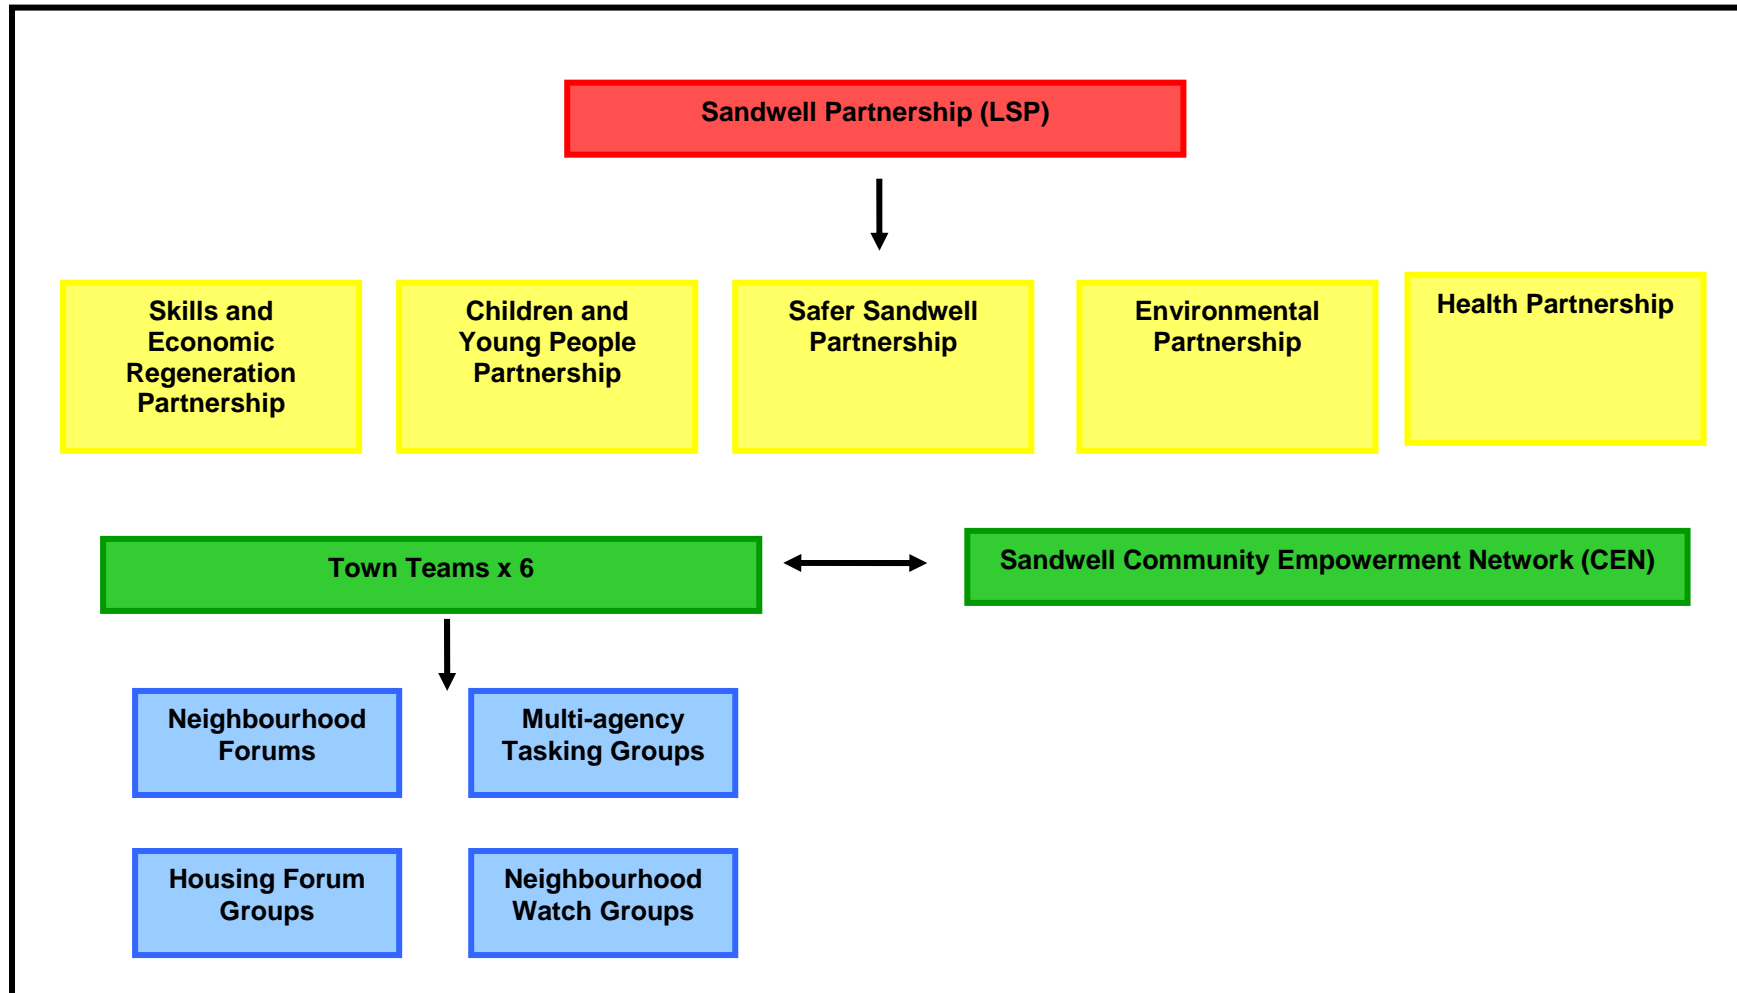 Sandwell Partnership (LSP)
Skills and
Economic
Regeneration
Partnership
Children and
Young People
Partnership
Safer Sandwell
Partnership
Environmental
Partnership
Health Partnership
Town Teams x 6
Sandwell Community Empowerment Network (CEN)
Neighbourhood
Forums
Multi-agency
Tasking Groups
Housing Forum
Groups
Neighbourhood
Watch Groups